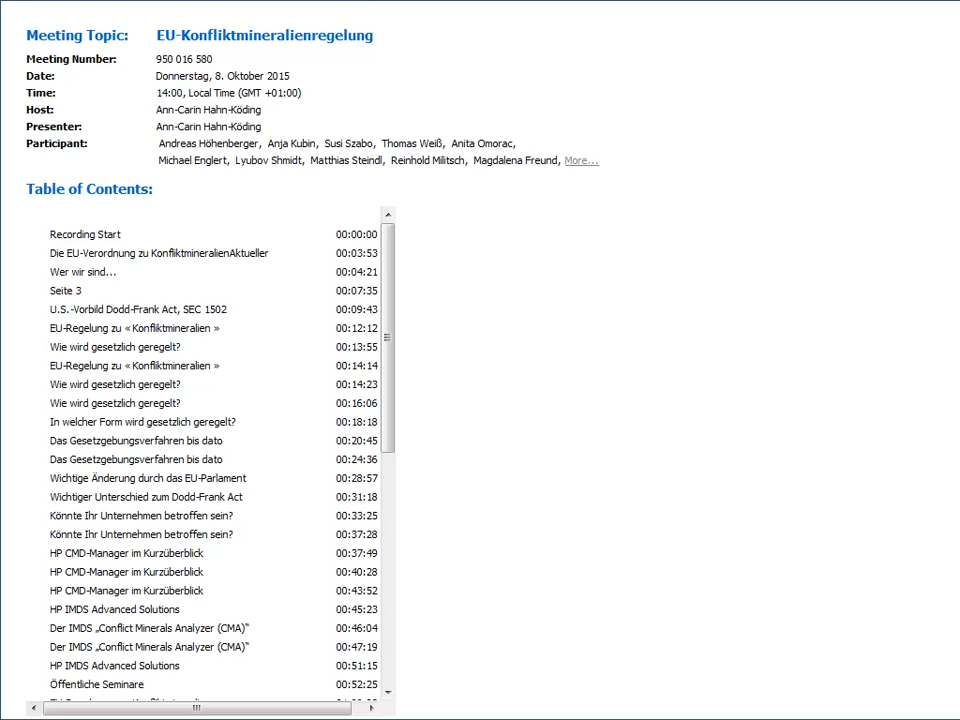 Meeting Topic: EU-Konfliktmineralienregelung
Meeting Number: 950 016 580
Date: Donnerstag, 8. Oktober 2015
Time: 14:00, Local Time (GMT +01:00)
Host: Ann-Carin Hahn-Köding
Presenter: Ann-Carin Hahn-Köding
Participant: Andreas Höhenberger, Anja Kubin, Susi Szabo, Thomas Weiß, Anita Omorac,
Michael Englert, Lyubov Shmidt, Matthias Steindl, Reinhold Militsch, Magdalena Freund, More...
Table of Contents:
Recording Start 00:00:00
Die EU-Verordnung zu KonfliktmineralienAktueller 00:03:53
Wer wir sind... 00:04:21
Seite 3 00:07:35
U.S.-Vorbild Dodd-Frank Act, SEC 1502 00:09:43
EU-Regelung zu « Konfliktmineralien » 00:12:12
Wie wird gesetzlich geregelt? 00:13:55
EU-Regelung zu « Konfliktmineralien » 00:14:14
Wie wird gesetzlich geregelt? 00:14:23
Wie wird gesetzlich geregelt? 00:16:06
In welcher Form wird gesetzlich geregelt? 00:18:18
Das Gesetzgebungsverfahren bis dato 00:20:45
Das Gesetzgebungsverfahren bis dato 00:24:36
Wichtige Änderung durch das EU-Parlament 00:28:57
Wichtiger Unterschied zum Dodd-Frank Act 00:31:18
Könnte Ihr Unternehmen betroffen sein? 00:33:25
Könnte Ihr Unternehmen betroffen sein? 00:37:28
HP CMD-Manager im Kurzüberblick 00:37:49
HP CMD-Manager im Kurzüberblick 00:40:28
HP CMD-Manager im Kurzüberblick 00:43:52
HP IMDS Advanced Solutions 00:45:23
Der IMDS „Conflict Minerals Analyzer (CMA)“ 00:46:04
Der IMDS „Conflict Minerals Analyzer (CMA)“ 00:47:19
HP IMDS Advanced Solutions 00:51:15
Öffentliche Seminare 00:52:25